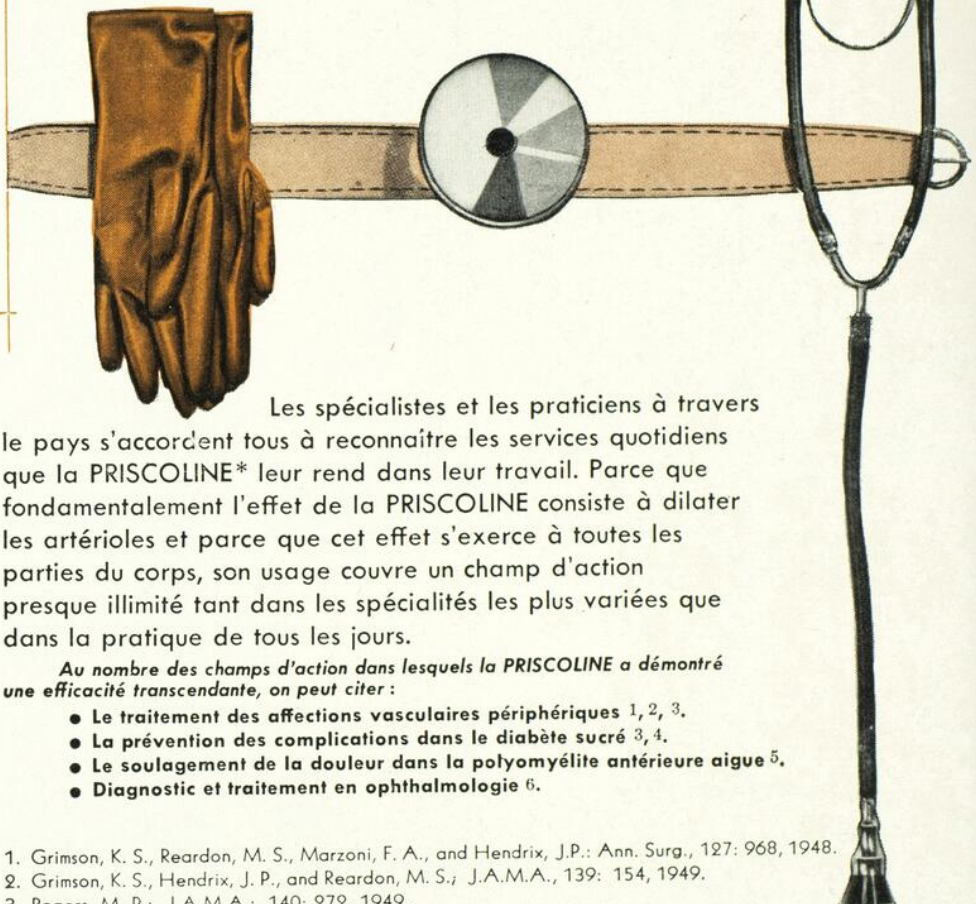 Les spécialistes et les praticiens à travers
le pays s'accordent tous à reconnaître les services quotidiens
que la PRISCOLINE* leur rend dans leur travail. Parce que
fondamentalement l'effet de la PRISCOLINE consiste à dilater
les artérioles et parce que cet effet s'exerce à toutes les
parties du corps, son usage couvre un champ d'action
presque illimité tant dans les spécialités les plus variées que
dans la pratique de tous les jours.
Au nombre des champs d'action dans lesquels la PRISCOLINE a démontré
une efficacité transcendante, on peut citer :
● Le traitement des affections vasculaires périphériques 1, 2, 3.
● La prévention des complications dans le diabète sucré 3, 4.
● Le soulagement de la douleur dans la polyomyélite antérieure aigue 5.
● Diagnostic et traitement en ophthalmologie 6.
1. Grimson, K. S., Reardon, M. S., Marzoni, F. A., and Hendrix, J.P.: Ann. Surg., 127: 968, 1948.
2. Grimson, K. S., Hendrix, J. P., and Reardon, M. S.; J.A.M.A., 139: 154, 1949.
M. P.: J.A.M.A.: 140: 1949